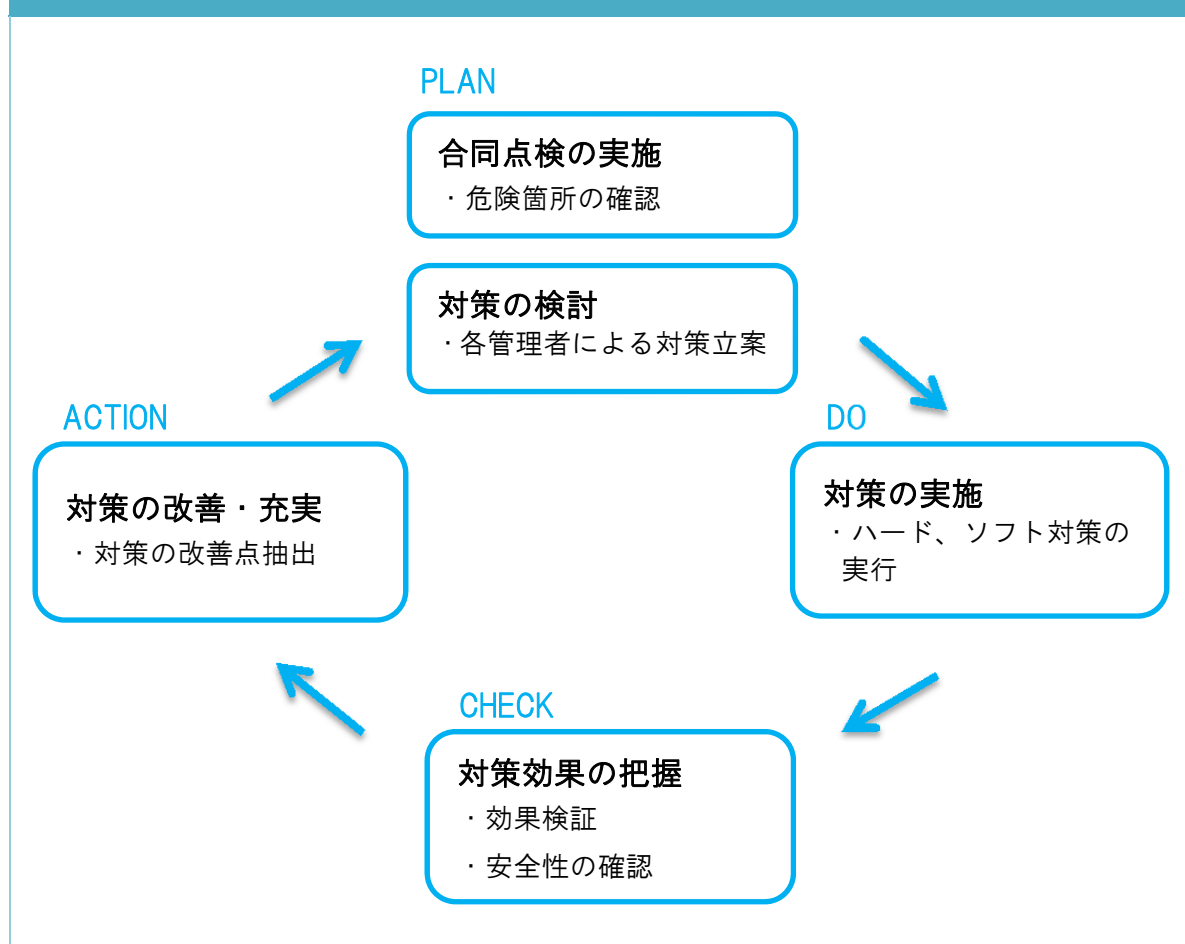 PLAN
合同点検の実施
・危険箇所の確認
対策の検討
・各管理者による対策立案
ACTION
対策の改善・充実
・対策の改善点抽出
DO
対策の実施
・ハード、ソフト対策の
実行
CHECK
対策効果の把握
・効果検証
・安全性の確認